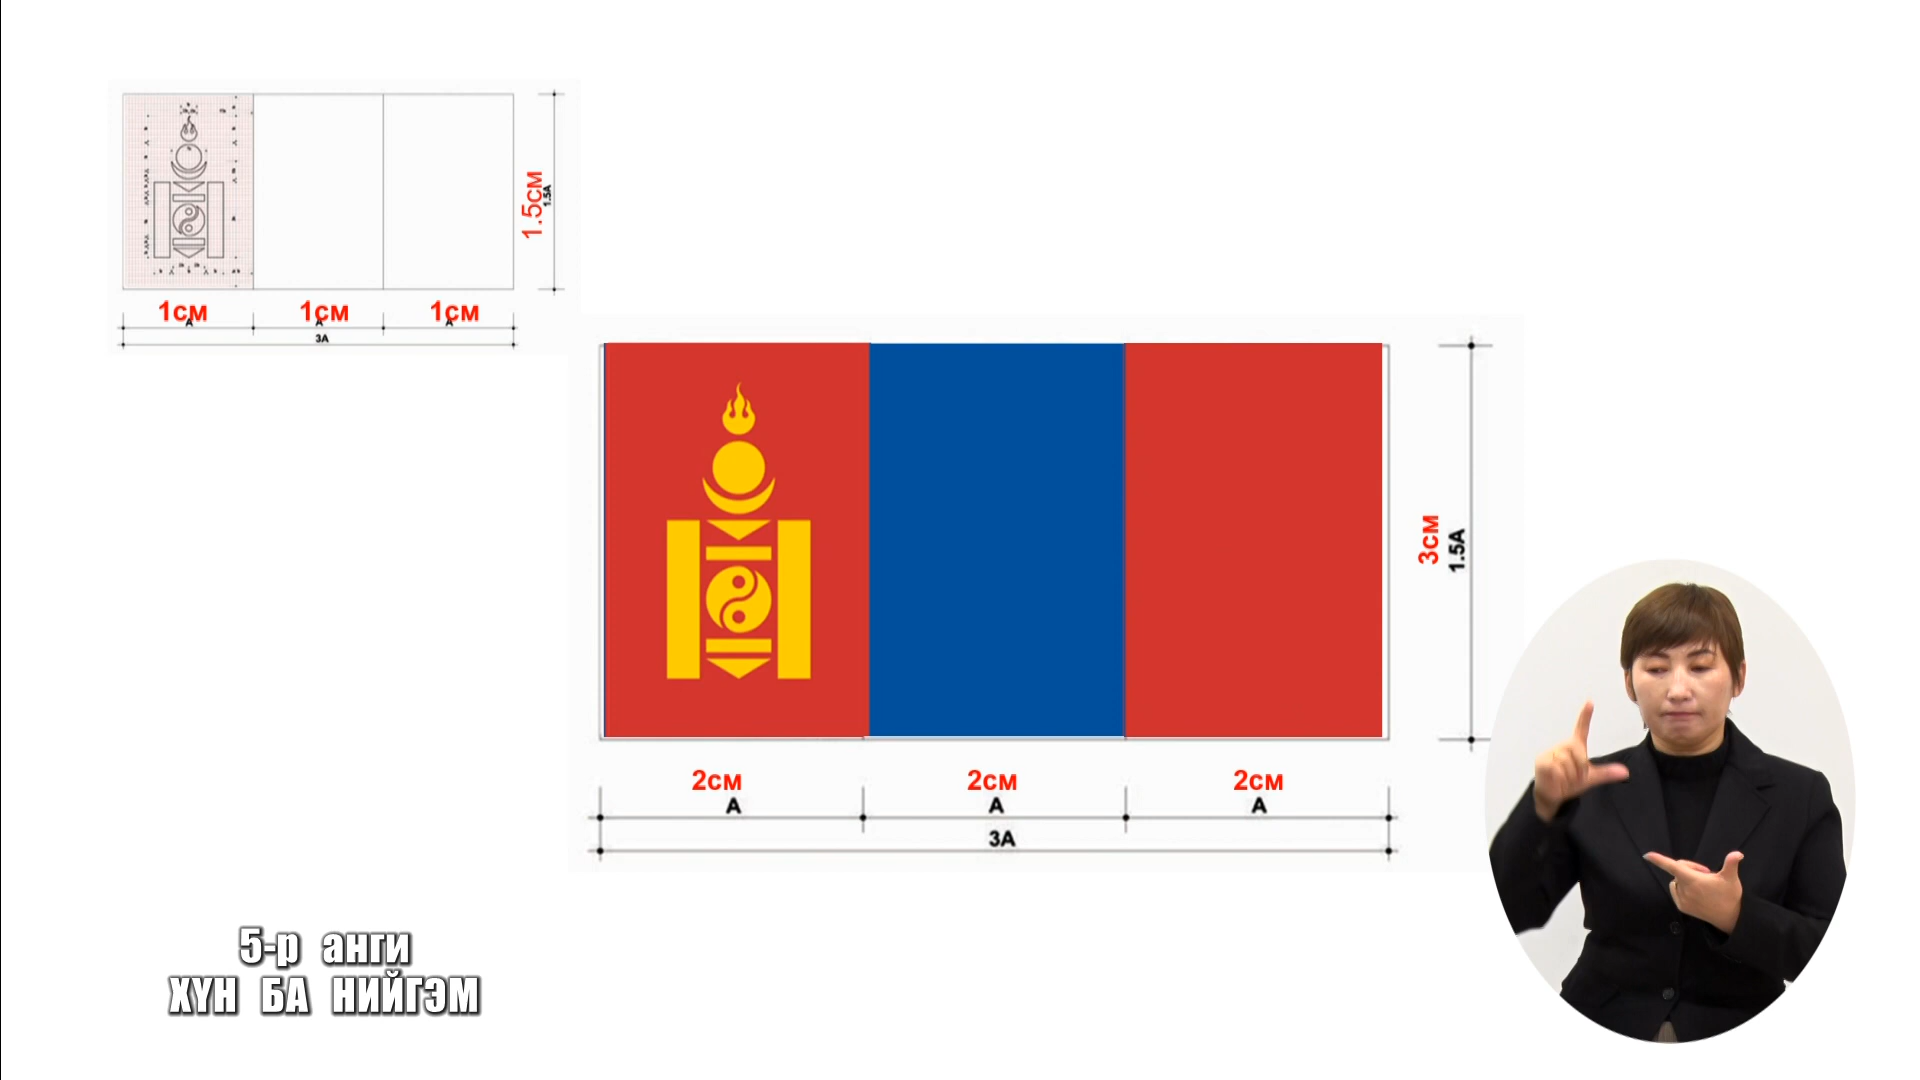 1.5см
1.5A
1см 1см 1см
A A A
3A
3см
1.5A
2см 2см 2см
A A A
3A
5-р анги
ХҮН БА НИЙГЭМ